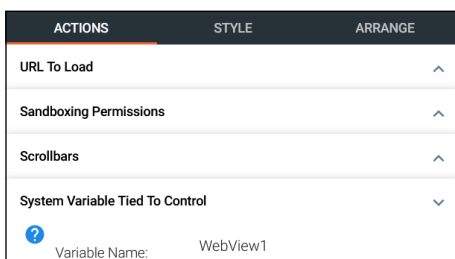 ACTIONS STYLE ARRANGE
URL To Load
Sandboxing Permissions
Scrollbars
System Variable Tied To Control
?
Variable Name: WebView1